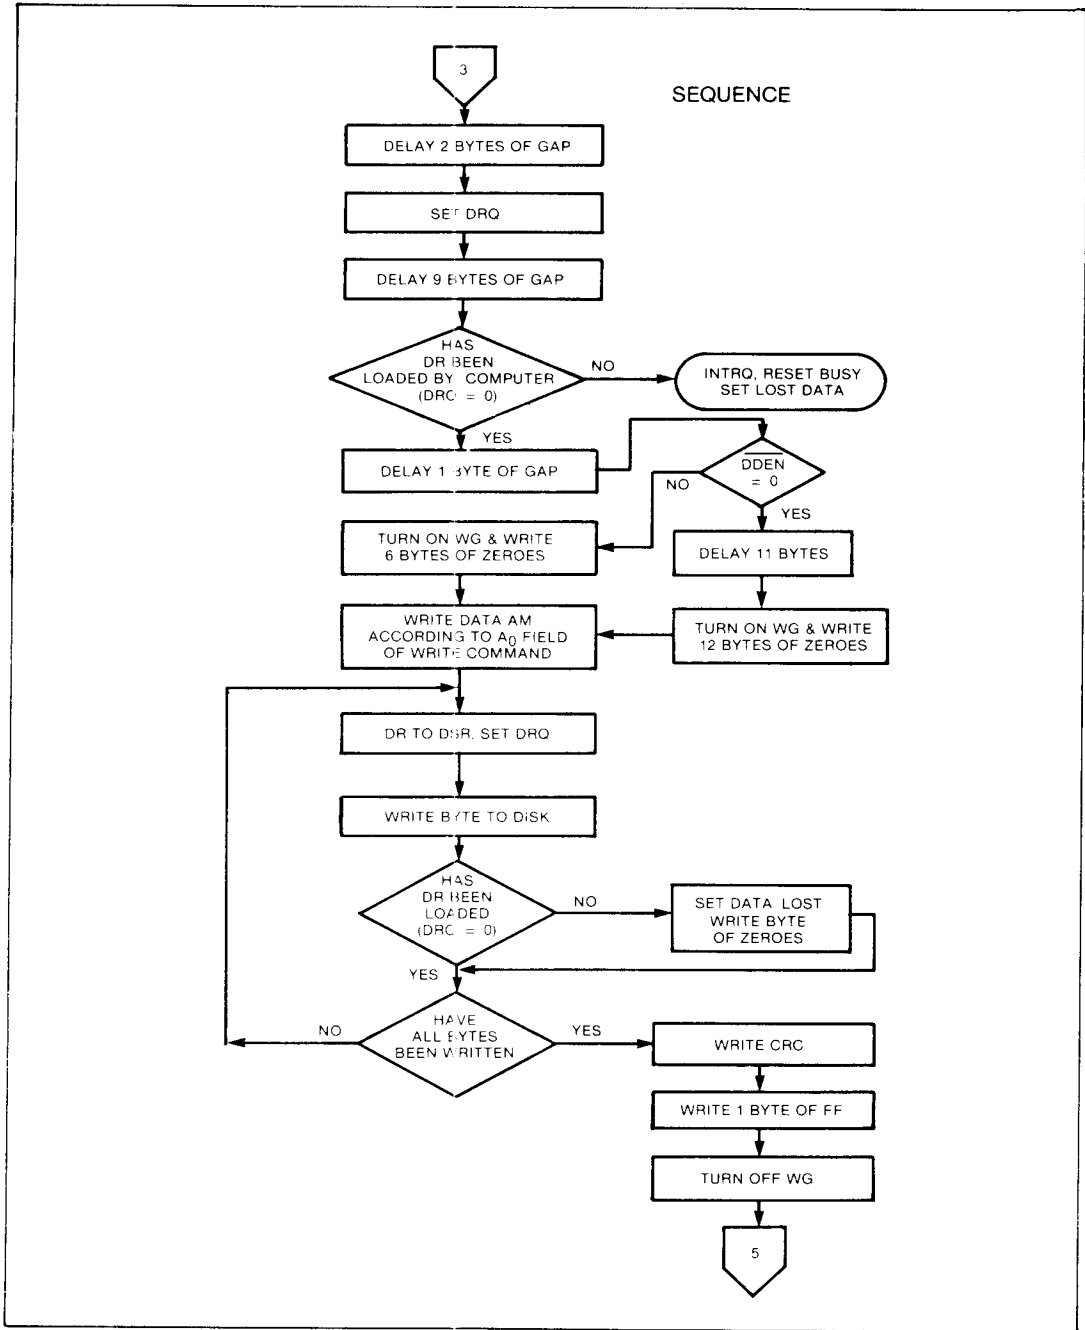 3
SEQUENCE
DELAY 2 BYTES OF GAP
SET DRQ
DELAY 9 BYTES OF GAP
HAS
DR BEEN
LOADED BY COMPUTER
(DRQ = 0)
NO
INTRQ, RESET BUSY
SET LOST DATA
YES
DELAY 1 BYTE OF GAP
DDEN
= 0
NO
YES
TURN ON WG & WRITE
6 BYTES OF ZEROES
DELAY 11 BYTES
WRITE DATA AM
ACCORDING TO A0 FIELD
OF WRITE COMMAND
TURN ON WG & WRITE
12 BYTES OF ZEROES
DR TO DSR, SET DRQ
WRITE BYTE TO DISK
HAS
DR BEEN
LOADED
(DRQ = 0)
NO
SET DATA LOST
WRITE BYTE
OF ZEROES
YES
HAVE
ALL BYTES
BEEN WRITTEN
NO
YES
WRITE CRC
WRITE 1 BYTE OF FF
TURN OFF WG
5